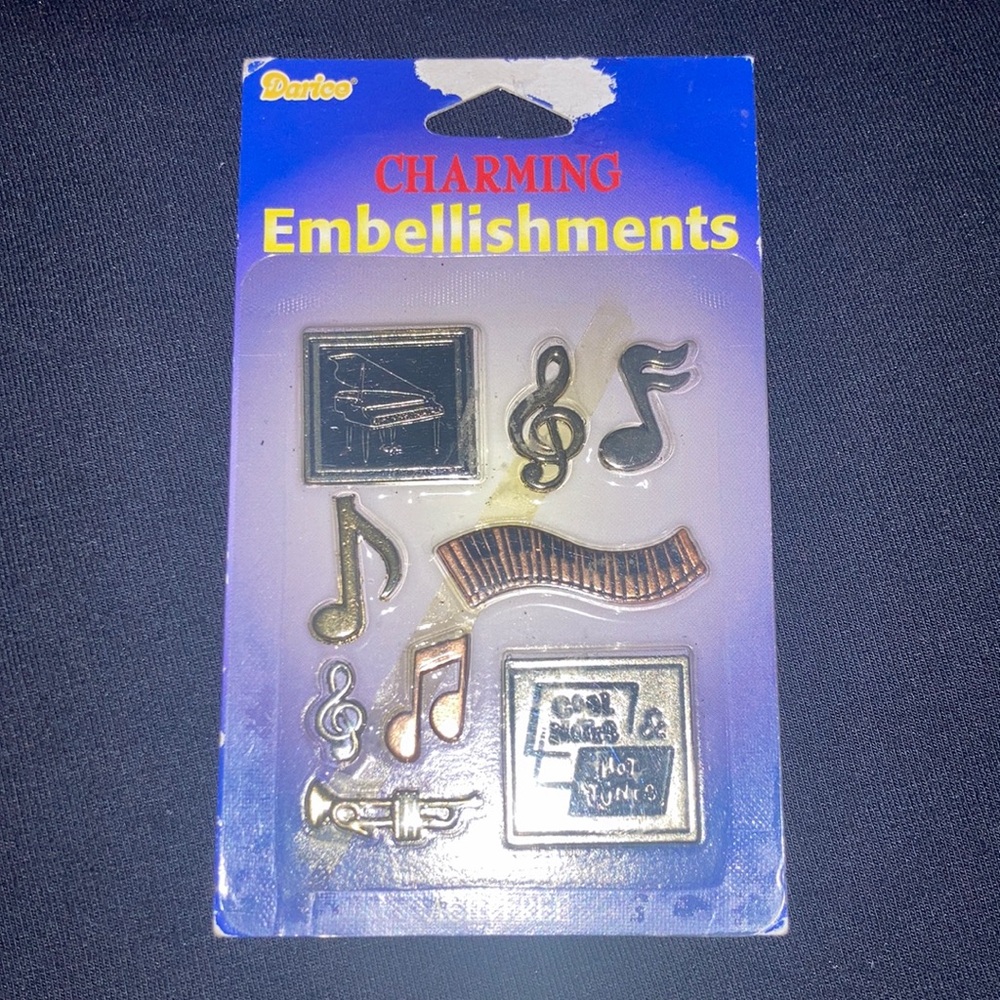 Darice®
CHARMING
Embellishments
COOL
NOTES &
HOT
TUNES